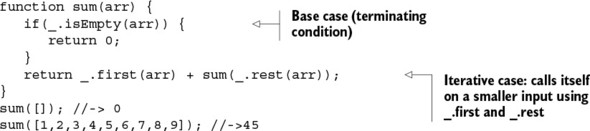 function sum(arr) {
if(_.isEmpty(arr)) {
return 0;
}
return _.first(arr) + sum(_.rest(arr));
}
sum([]); //-> 0
sum([1,2,3,4,5,6,7,8,9]); //->45
Base case (terminating
condition)
Iterative case: calls itself
on a smaller input using
_.first and _.rest